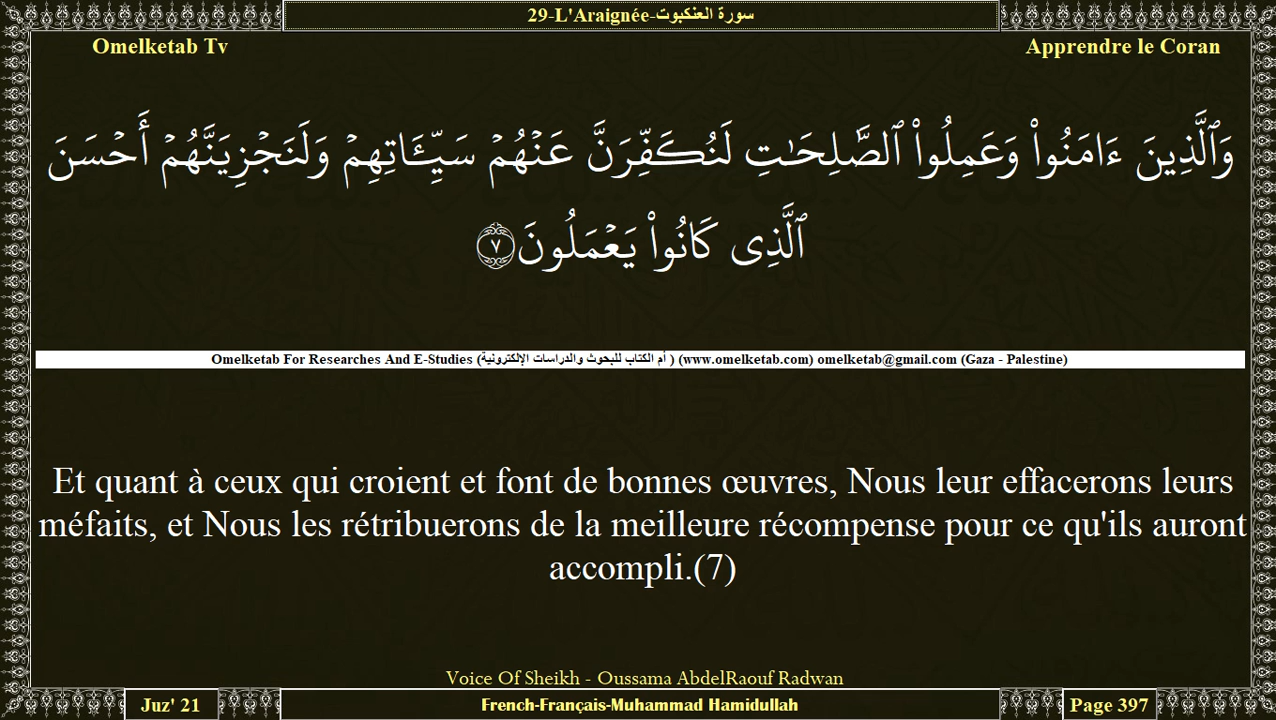 29-L'Araignée-سورة العنكبوت
Omelketab Tv
Apprendre le Coran
وَٱلَّذِينَ ءَامَنُوا۟ وَعَمِلُوا۟ ٱلصَّـٰلِحَـٰتِ لَنُكَفِّرَنَّ عَنْهُمْ سَيِّـَٔاتِهِمْ وَلَنَجْزِيَنَّهُمْ أَحْسَنَ
ٱلَّذِى كَانُوا۟ يَعْمَلُونَ ٧
Omelketab For Researches And E-Studies (أم الكتاب للبحوث والدراسات الإلكترونية ) (www.omelketab.com) omelketab@gmail.com (Gaza - Palestine)
Et quant à ceux qui croient et font de bonnes œuvres, Nous leur effacerons leurs
méfaits, et Nous les rétribuerons de la meilleure récompense pour ce qu'ils auront
accompli.(7)
Voice Of Sheikh - Oussama AbdelRaouf Radwan
Juz' 21
French-Français-Muhammad Hamidullah
Page 397